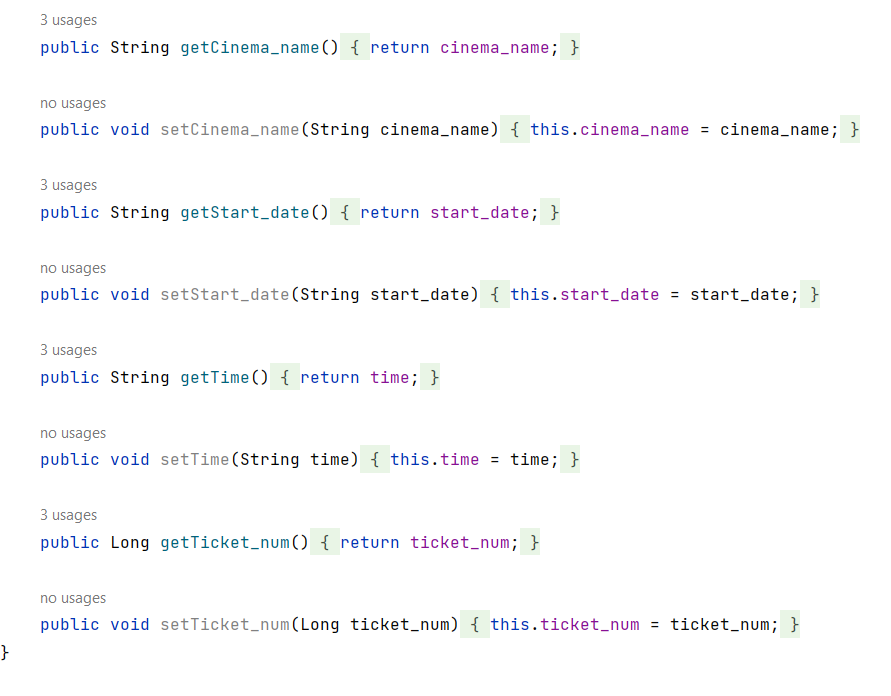 3 usages
public String getCinema_name() { return cinema_name; }
no usages
public void setCinema_name(String cinema_name) { this.cinema_name = cinema_name; }
3 usages
public String getStart_date() { return start_date; }
no usages
public void setStart_date(String start_date) { this.start_date = start_date; }
3 usages
public String getTime() { return time; }
no usages
public void setTime(String time) { this.time = time; }
3 usages
public Long getTicket_num() { return ticket_num; }
no usages
public void setTicket_num(Long ticket_num) { this.ticket_num = ticket_num; }
}